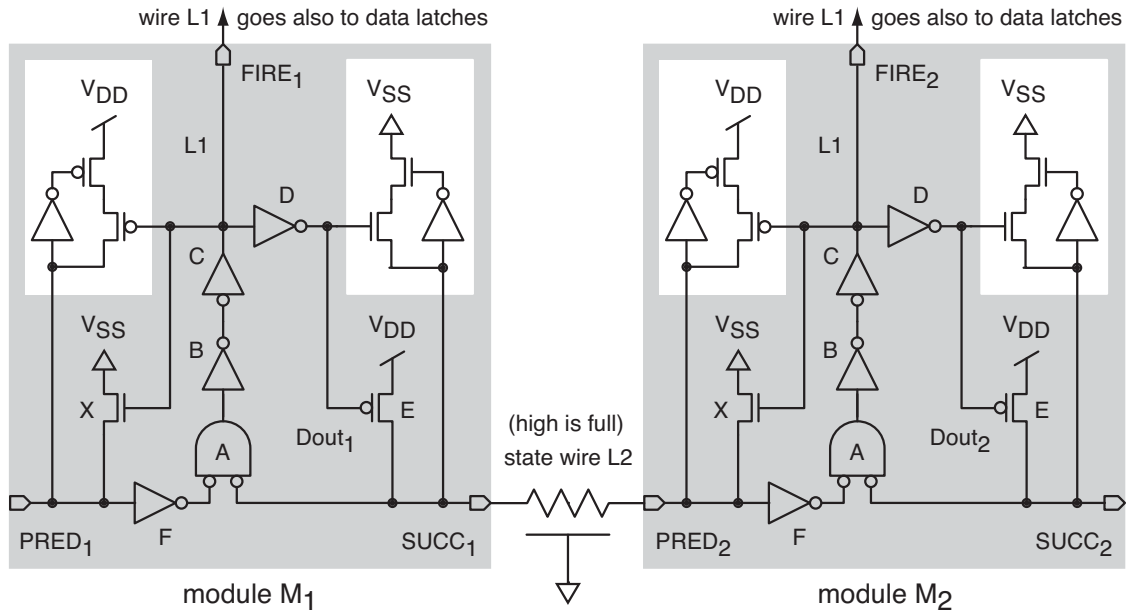 wire L1 goes also to data latches
wire L1 goes also to data latches
FIRE1
FIRE2
VDD
VSS
VDD
VSS
L1
L1
D
D
C
C
VSS
B
VDD
VSS
B
VDD
X
E
X
E
A
Dout1
A
Dout2
(high is full)
state wire L2
PRED1
F
SUCC1
PRED2
F
SUCC2
module M1
module M2